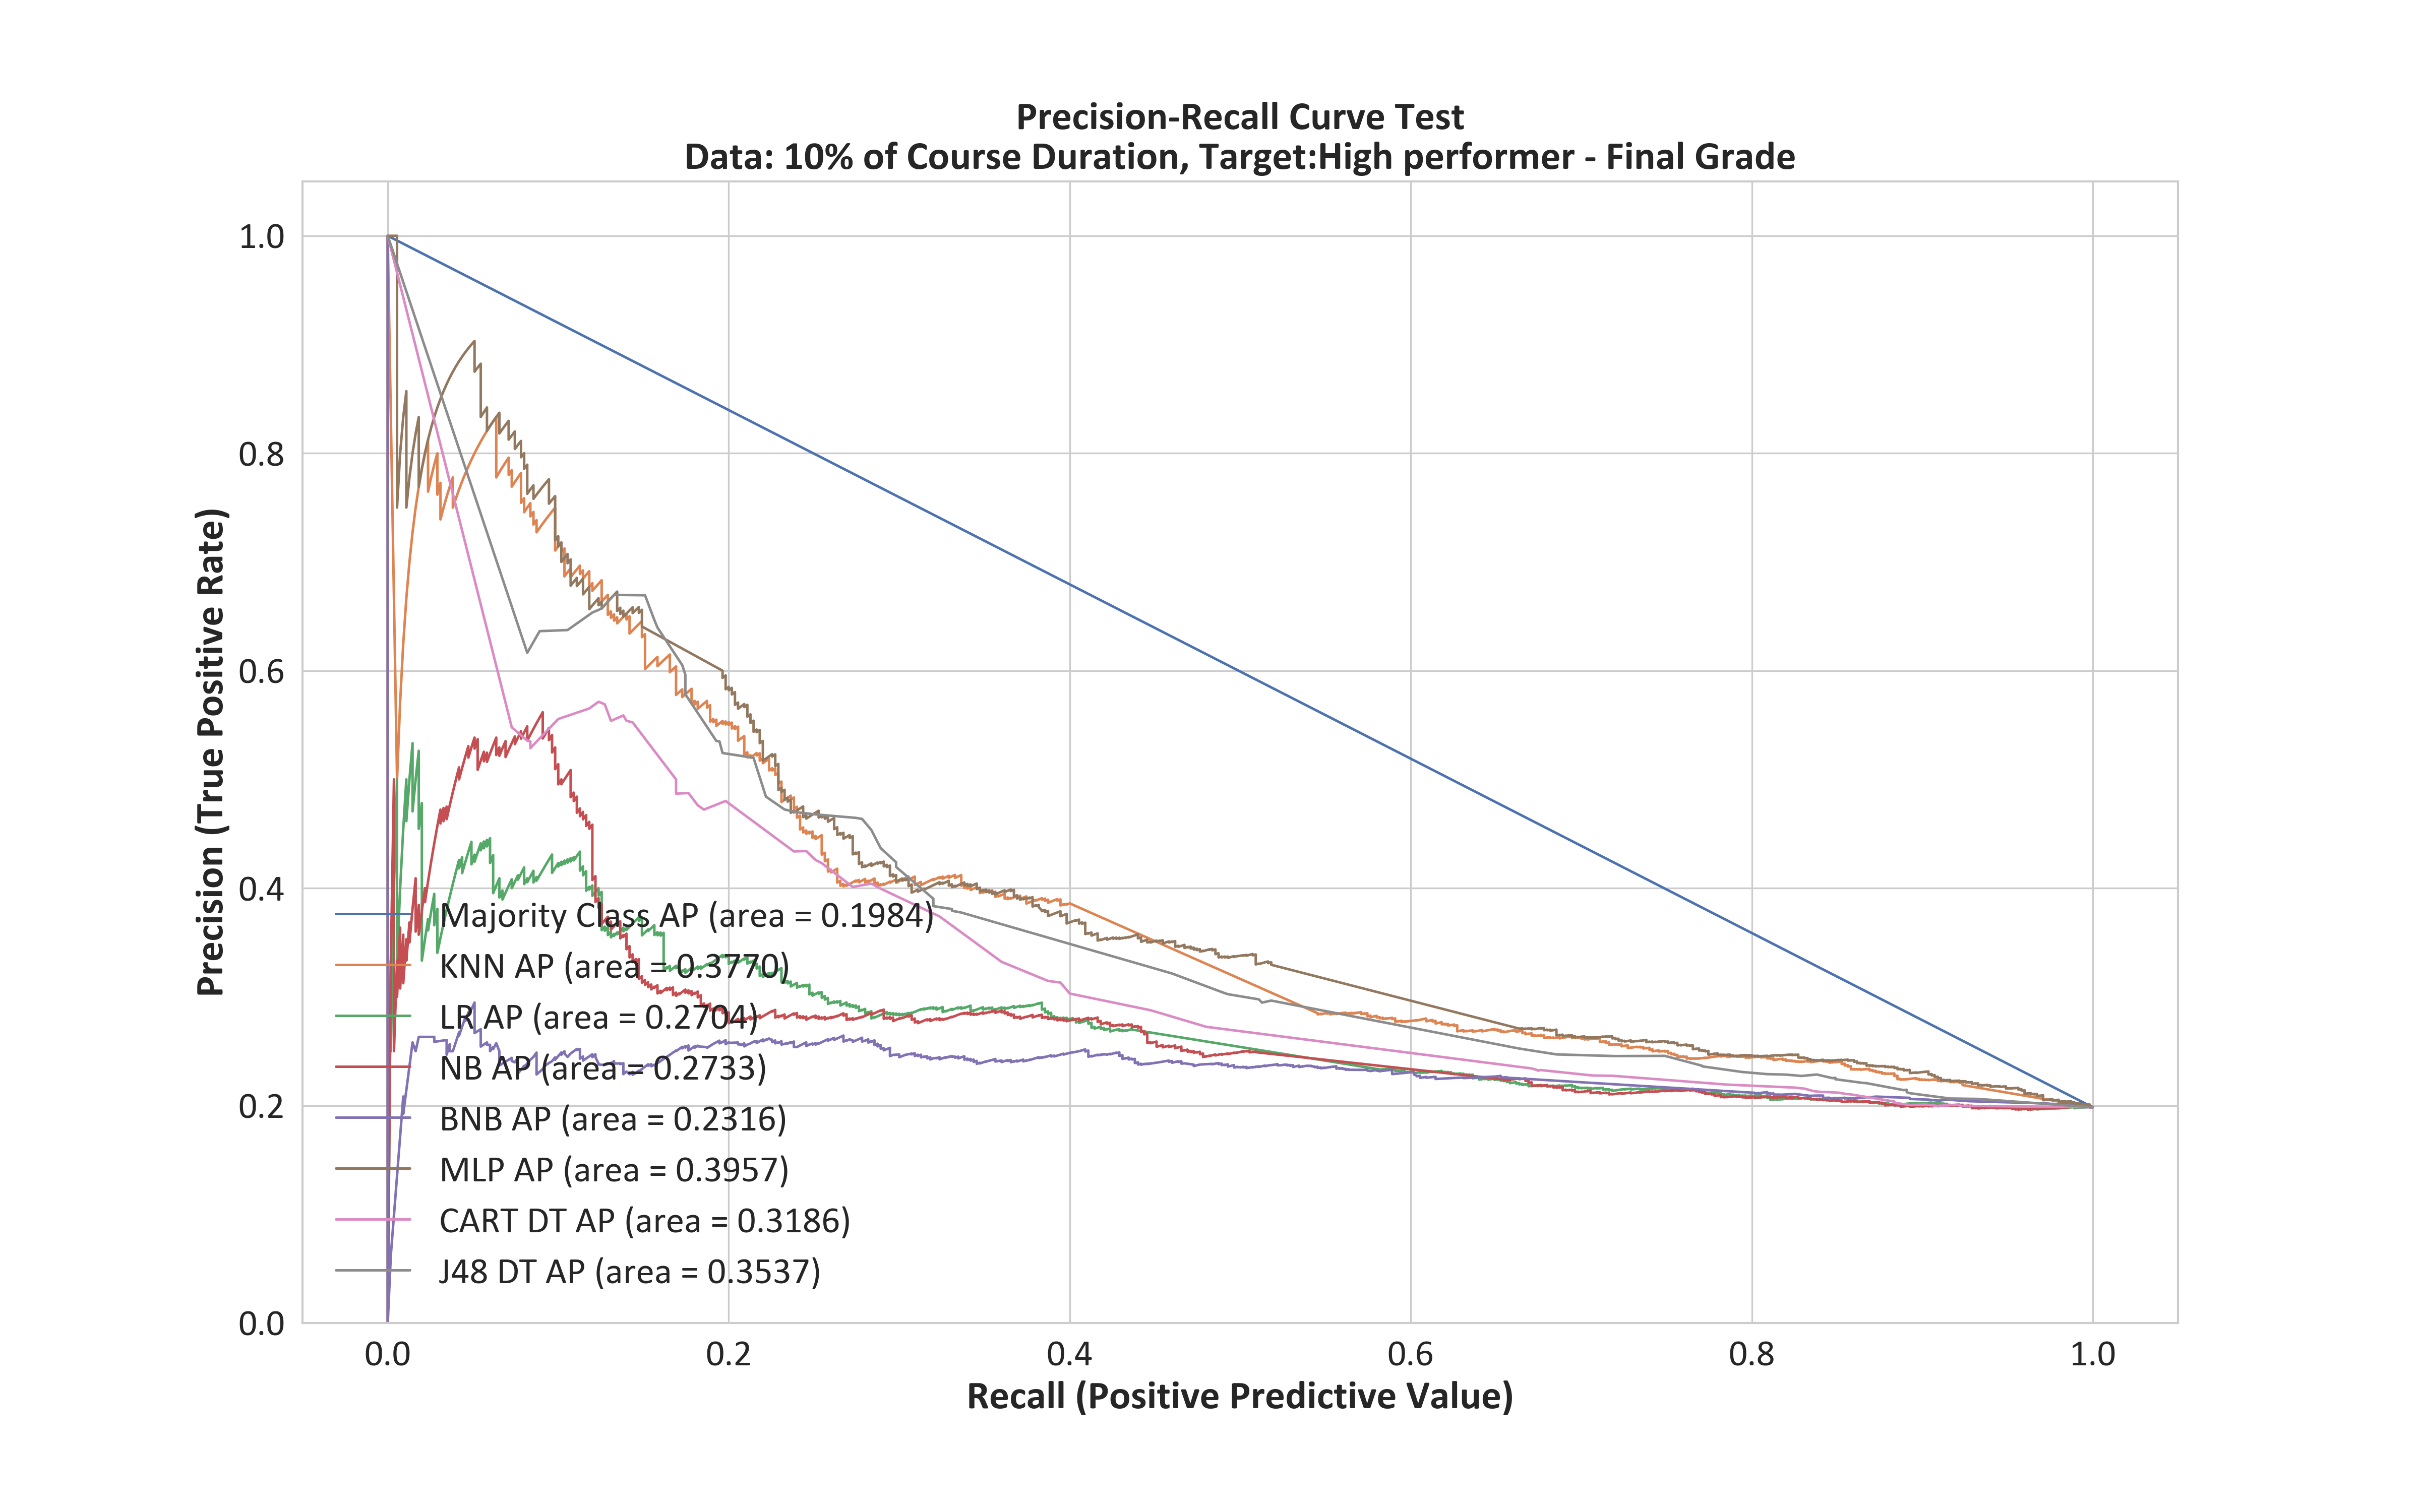 Precision-Recall Curve Test
Data: 10% of Course Duration, Target:High performer - Final Grade
Precision (True Positive Rate)
1.0
0.8
0.6
0.4
0.2
0.0
Majority Class AP (area = 0.1984)
KNN AP (area = 0.3770)
LR AP (area = 0.2704)
NB AP (area = 0.2733)
BNB AP (area = 0.2316)
MLP AP (area = 0.3957)
CART DT AP (area = 0.3186)
J48 DT AP (area = 0.3537)
0.0 0.2 0.4 0.6 0.8 1.0
Recall (Positive Predictive Value)